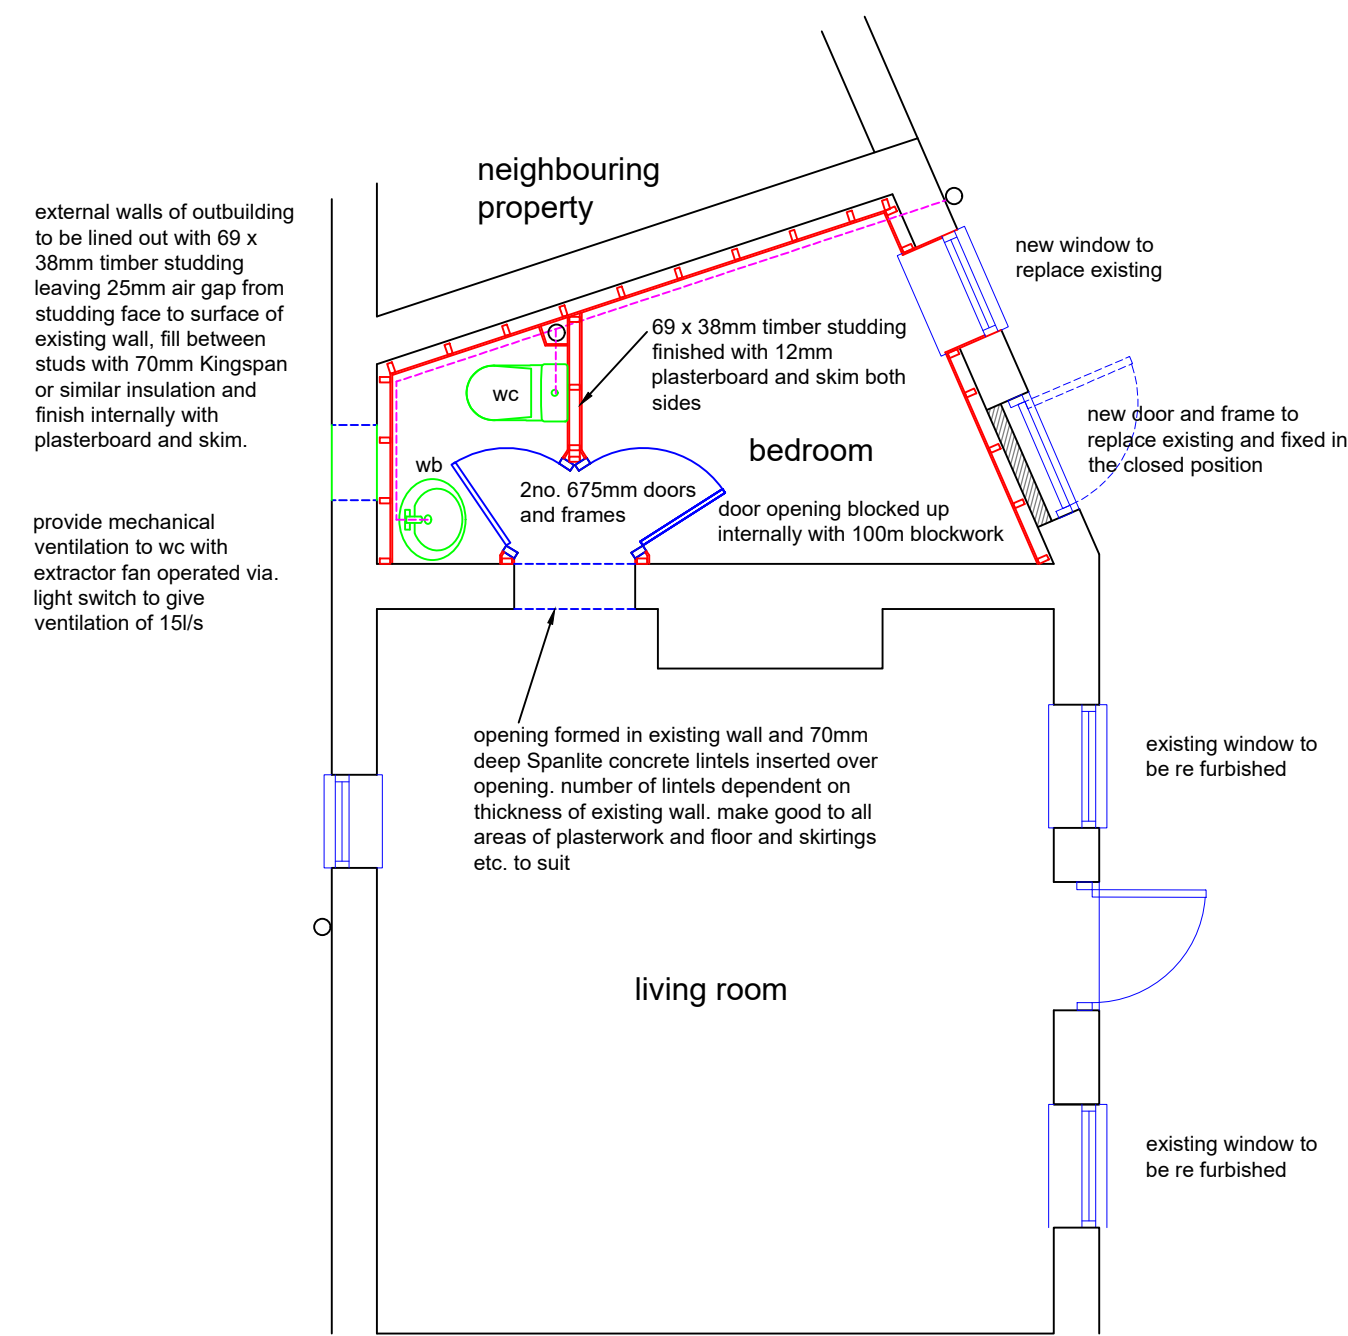 neighbouring
property
external walls of outbuilding
to be lined out with 69 x
38mm timber studding
leaving 25mm air gap from
studding face to surface of
existing wall, fill between
studs with 70mm Kingspan
or similar insulation and
finish internally with
plasterboard and skim.
new window to
replace existing
69 x 38mm timber studding
finished with 12mm
plasterboard and skim both
sides
wc
new door and frame to
replace existing and fixed in
the closed position
bedroom
wb
2no. 675mm doors
and frames
door opening blocked up
internally with 100m blockwork
provide mechanical
ventilation to wc with
extractor fan operated via.
light switch to give
ventilation of 15l/s
opening formed in existing wall and 70mm
deep Spanlite concrete lintels inserted over
opening. number of lintels dependent on
thickness of existing wall. make good to all
areas of plasterwork and floor and skirtings
etc. to suit
existing window to
be re furbished
living room
existing window to
be re furbished